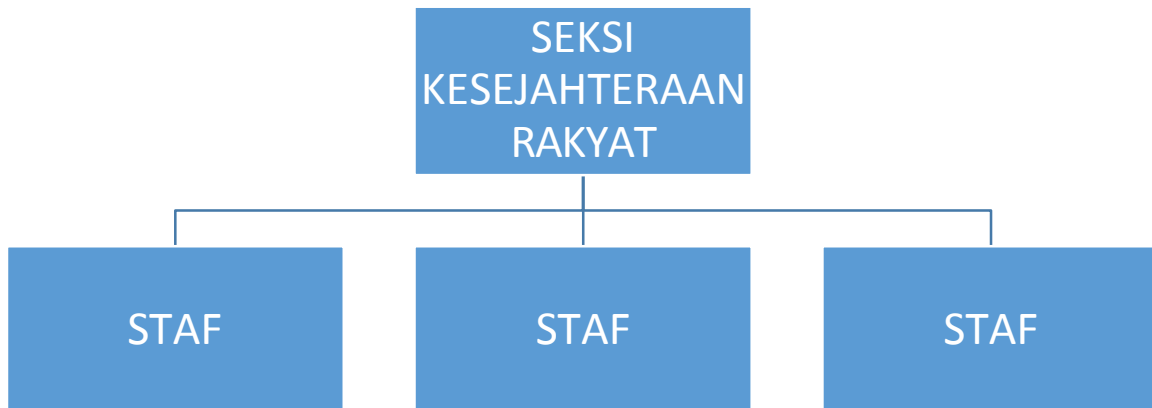 SEKSI
KESEJAHTERAAN
RAKYAT
STAF
STAF
STAF